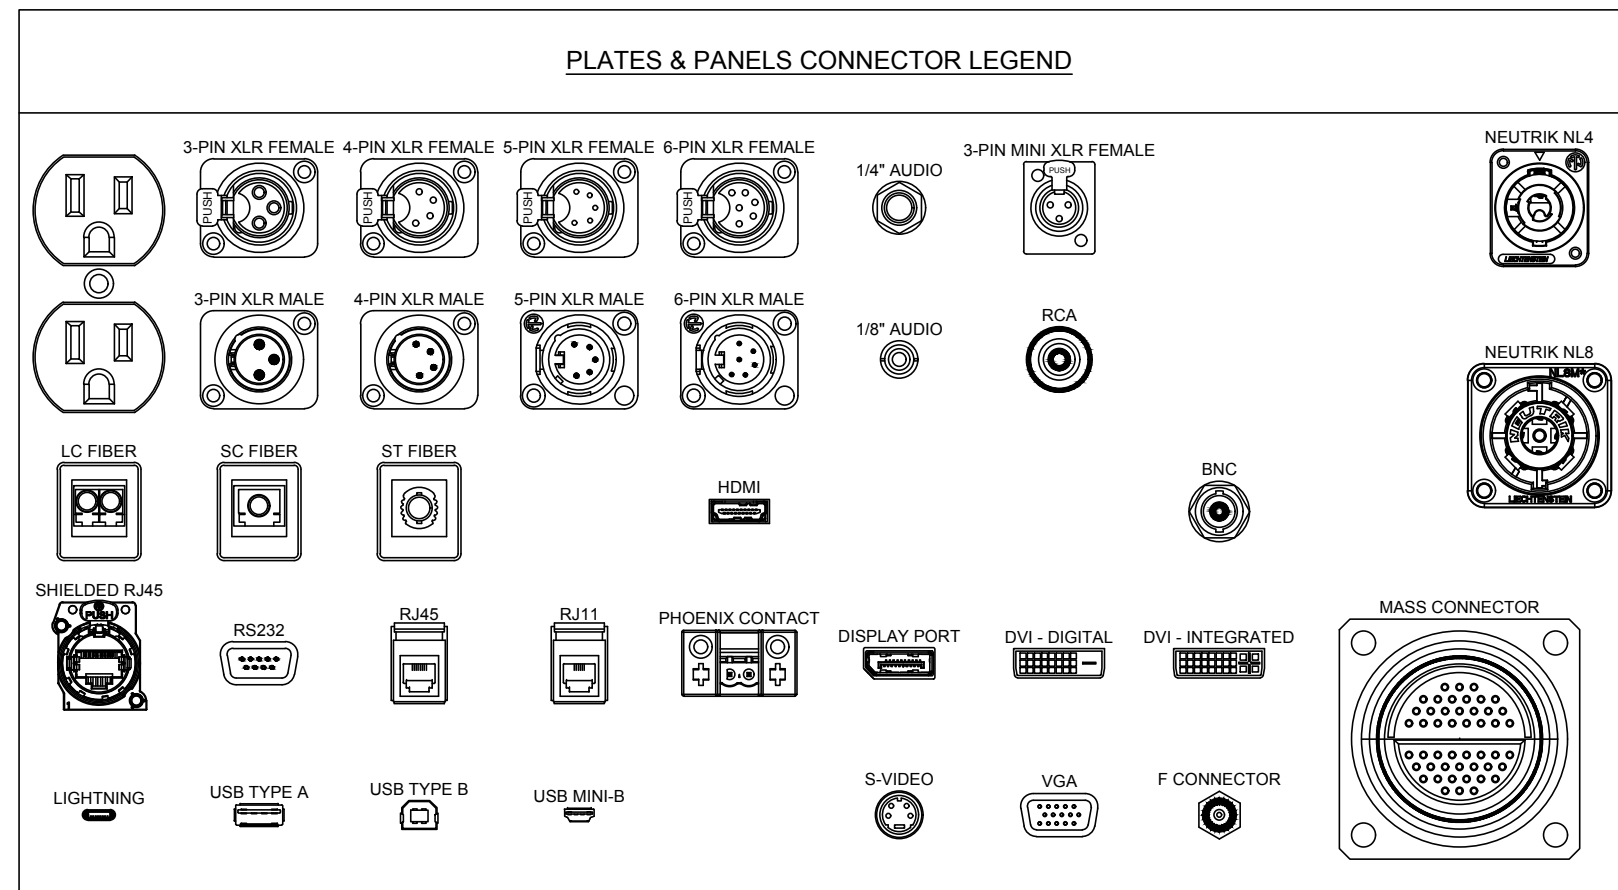 PLATES & PANELS CONNECTOR LEGEND
3-PIN XLR FEMALE
4-PIN XLR FEMALE
5-PIN XLR FEMALE
6-PIN XLR FEMALE
1/4" AUDIO
3-PIN MINI XLR FEMALE
NEUTRIK NL4
PUSH
PUSH
PUSH
PUSH
PUSH
LIECHTENSTEIN
3-PIN XLR MALE
4-PIN XLR MALE
5-PIN XLR MALE
6-PIN XLR MALE
1/8" AUDIO
RCA
NEUTRIK NL8
NEUTRIK
LIECHTENSTEIN
LC FIBER
SC FIBER
ST FIBER
HDMI
BNC
SHIELDED RJ45
PUSH
1
RS232
RJ45
RJ11
PHOENIX CONTACT
DISPLAY PORT
DVI - DIGITAL
DVI - INTEGRATED
MASS CONNECTOR
LIGHTNING
USB TYPE A
USB TYPE B
USB MINI-B
S-VIDEO
VGA
F CONNECTOR